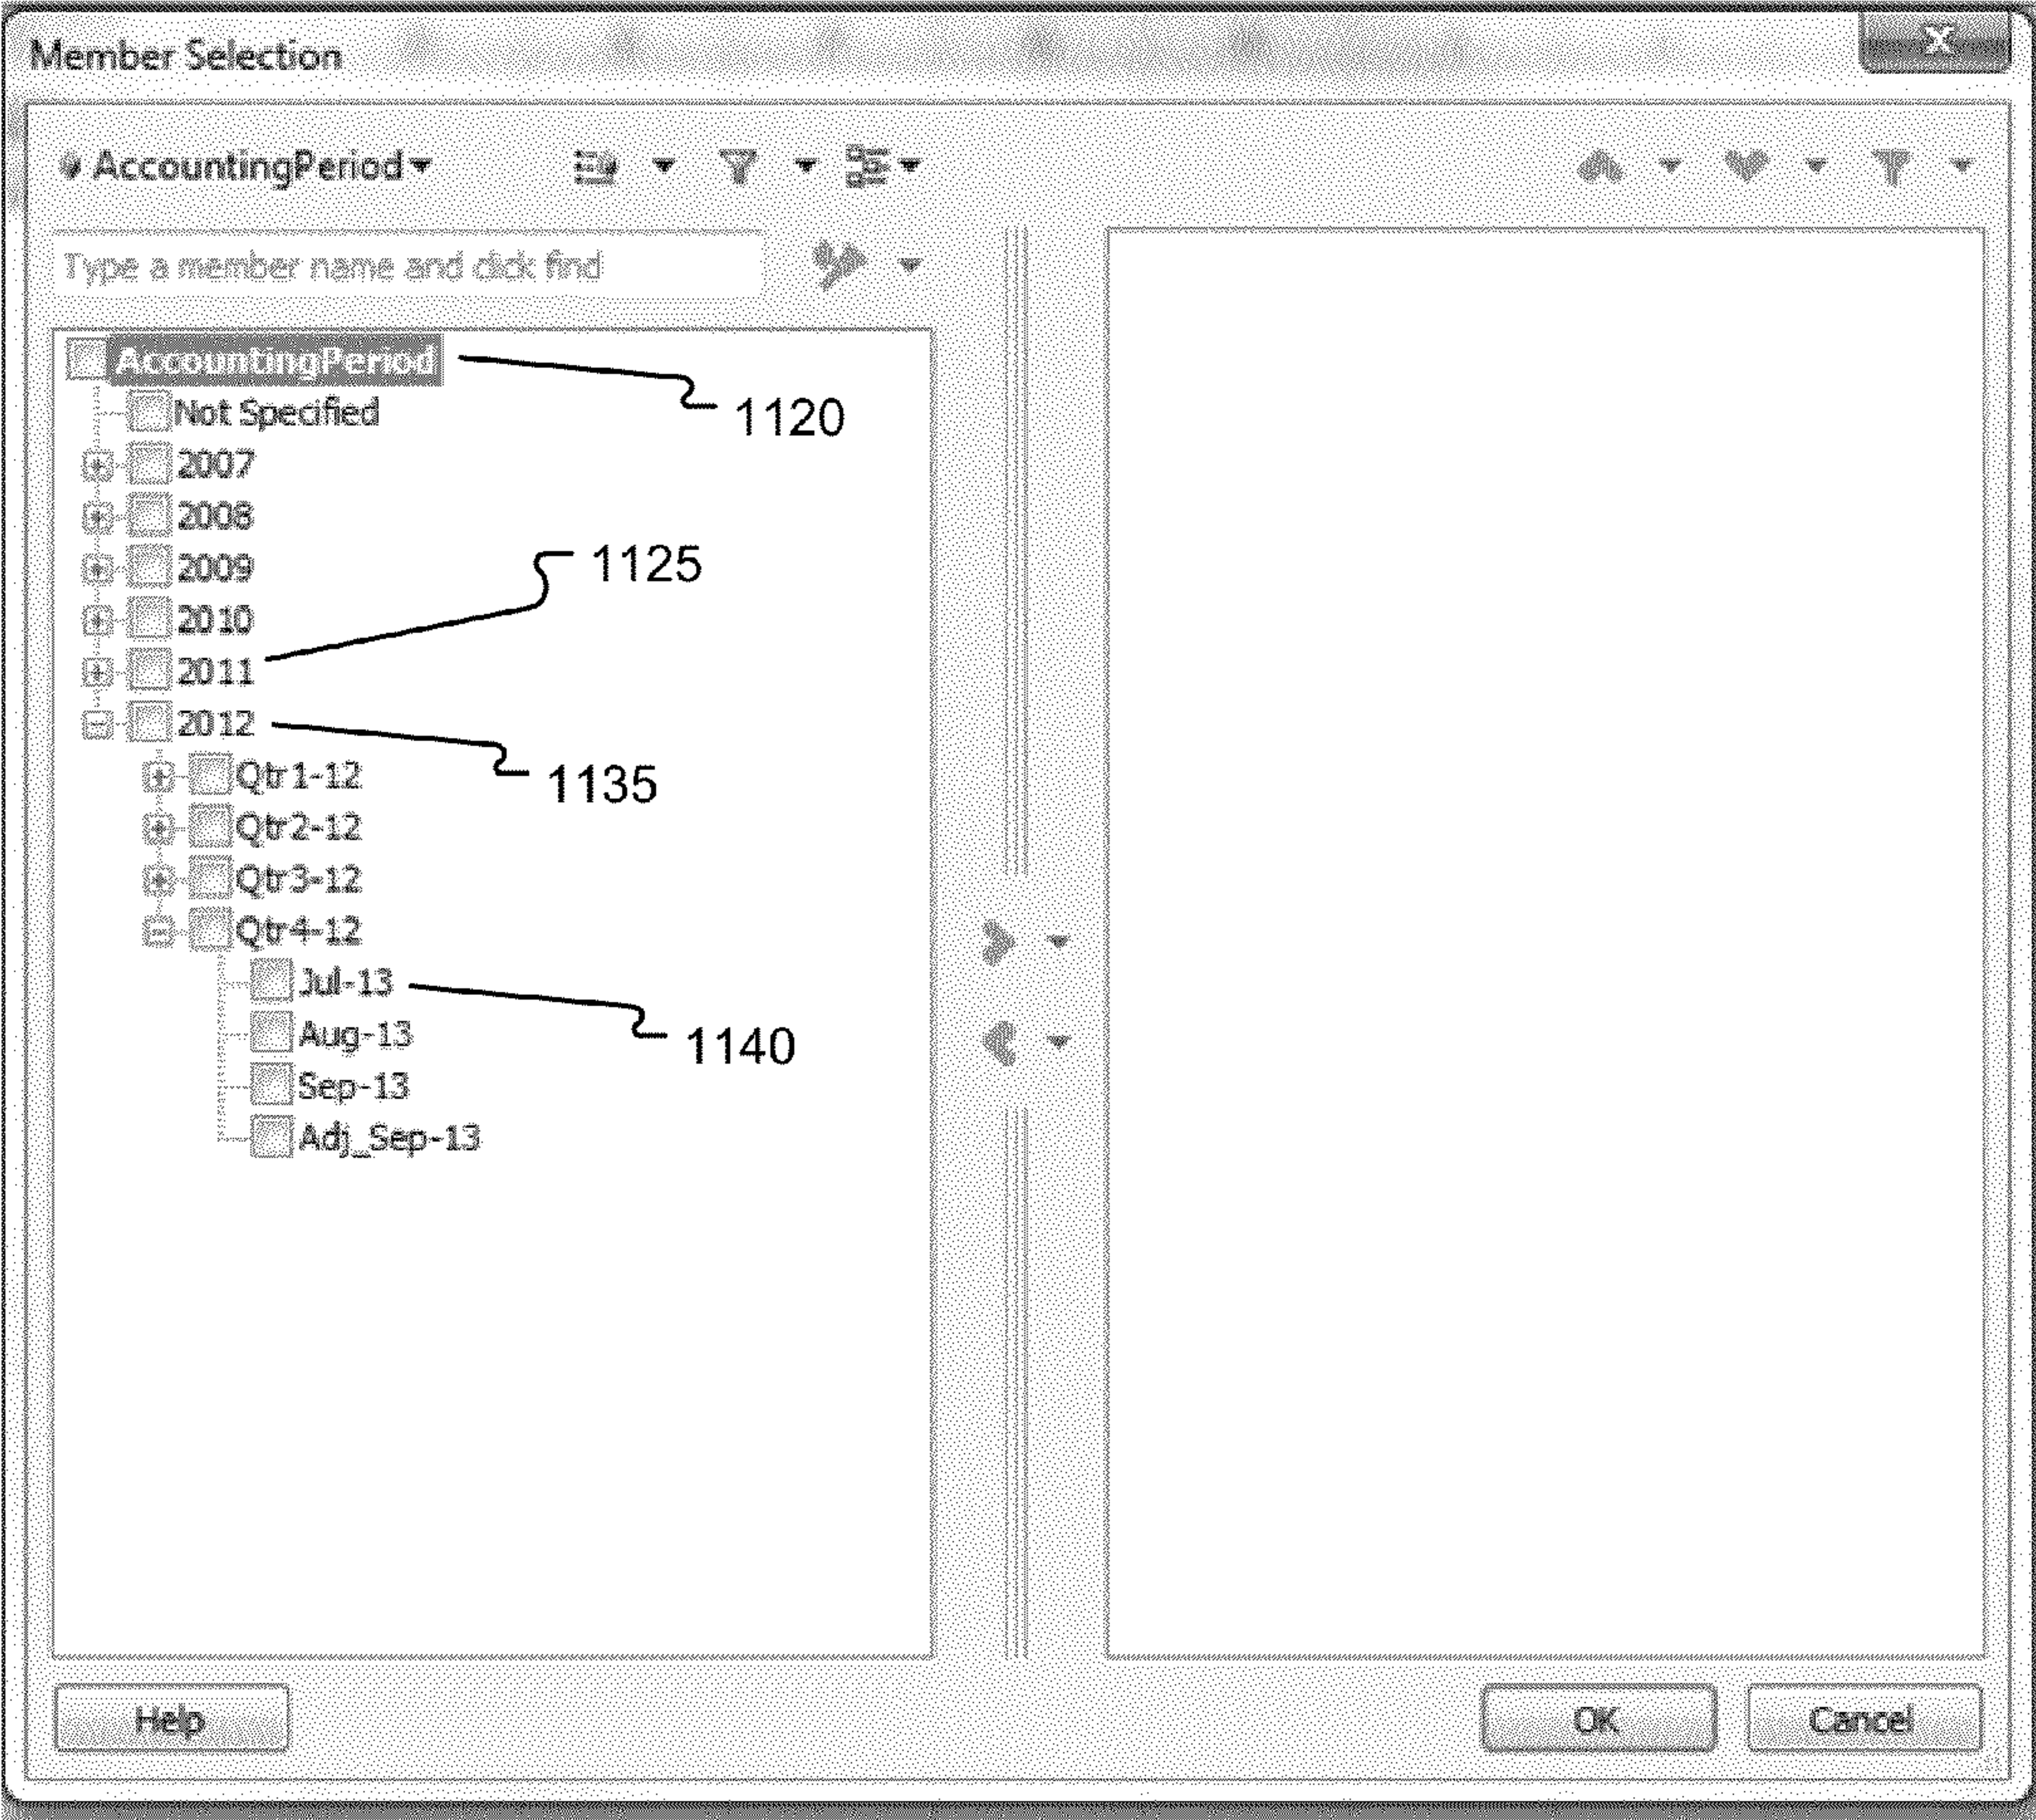 Member Selection
X
AccountingPeriod
Type a member name and click find
AccountingPeriod
1120
Not Specified
2007
2008
2009
1125
2010
2011
2012
1135
Qtr1-12
Qtr2-12
Qtr3-12
Qtr4-12
Jul-13
1140
Aug-13
Sep-13
Adj_Sep-13
Help
OK
Cancel